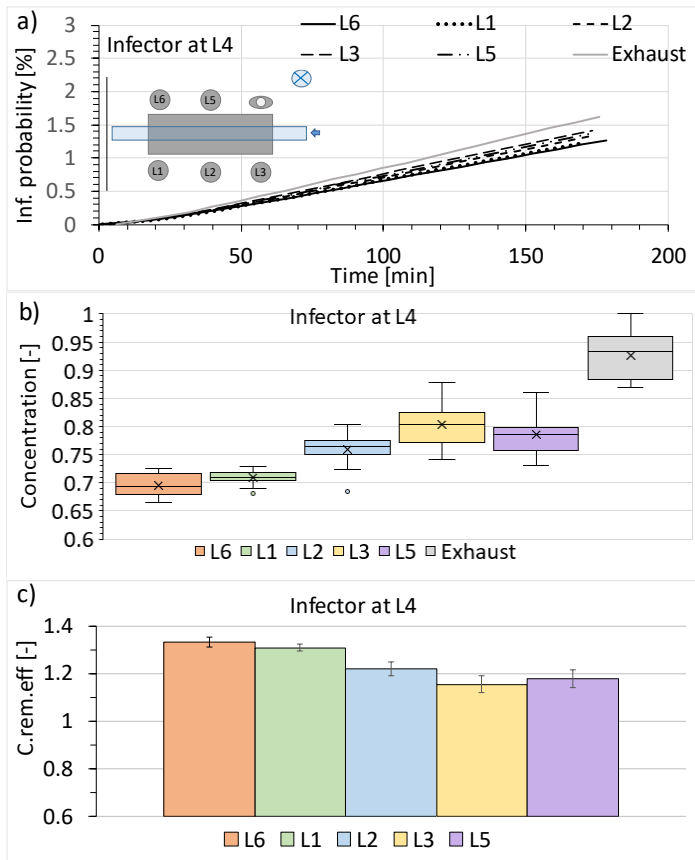 a)
Infector at L4
L6 L1 L2
L3 L5 Exhaust
L6 L5
L1 L2 L3
Inf. probability [%]
3
2.5
2
1.5
1
0.5
0
0 50 100 150 200
Time [min]
b)
Infector at L4
Concentration [-]
1
0.95
0.9
0.85
0.8
0.75
0.7
0.65
0.6
L6 L1 L2 L3 L5 Exhaust
c)
Infector at L4
C.rem.eff [-]
1.4
1.2
1
0.8
0.6
L6 L1 L2 L3 L5